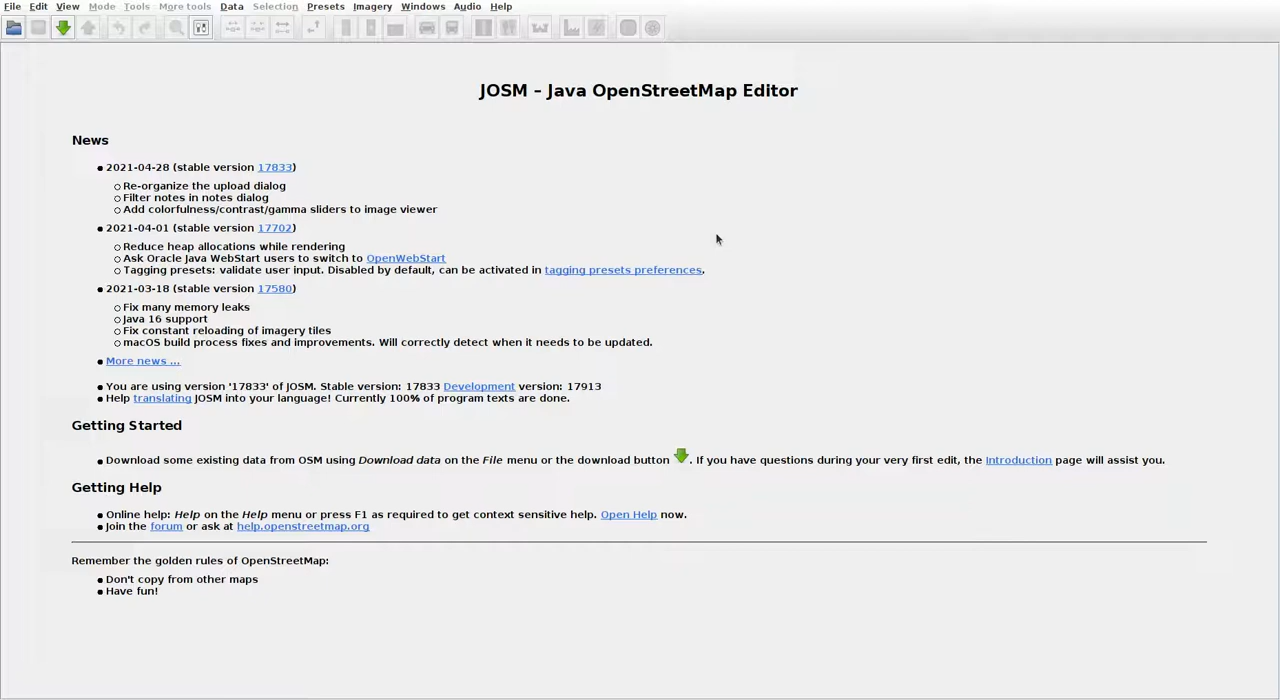 File Edit View Mode Tools More tools Data Selection Presets Imagery Windows Audio Help
JOSM – Java OpenStreetMap Editor
News
2021-04-28 (stable version 17833)
Re-organize the upload dialog
Filter notes in notes dialog
Add colorfulness/contrast/gamma sliders to image viewer
2021-04-01 (stable version 17702)
Reduce heap allocations while rendering
Ask Oracle Java WebStart users to switch to OpenWebStart
Tagging presets: validate user input. Disabled by default, can be activated in tagging presets preferences.
2021-03-18 (stable version 17580)
Fix many memory leaks
Java 16 support
Fix constant reloading of imagery tiles
macOS build process fixes and improvements. Will correctly detect when it needs to be updated.
More news ...
You are using version '17833' of JOSM. Stable version: 17833 Development version: 17913
Help translating JOSM into your language! Currently 100% of program texts are done.
Getting Started
Download some existing data from OSM using Download data on the File menu or the download button . If you have questions during your very first edit, the Introduction page will assist you.
Getting Help
Online help: Help on the Help menu or press F1 as required to get context sensitive help. Open Help now.
Join the forum or ask at help.openstreetmap.org
Remember the golden rules of OpenStreetMap:
Don't copy from other maps
Have fun!